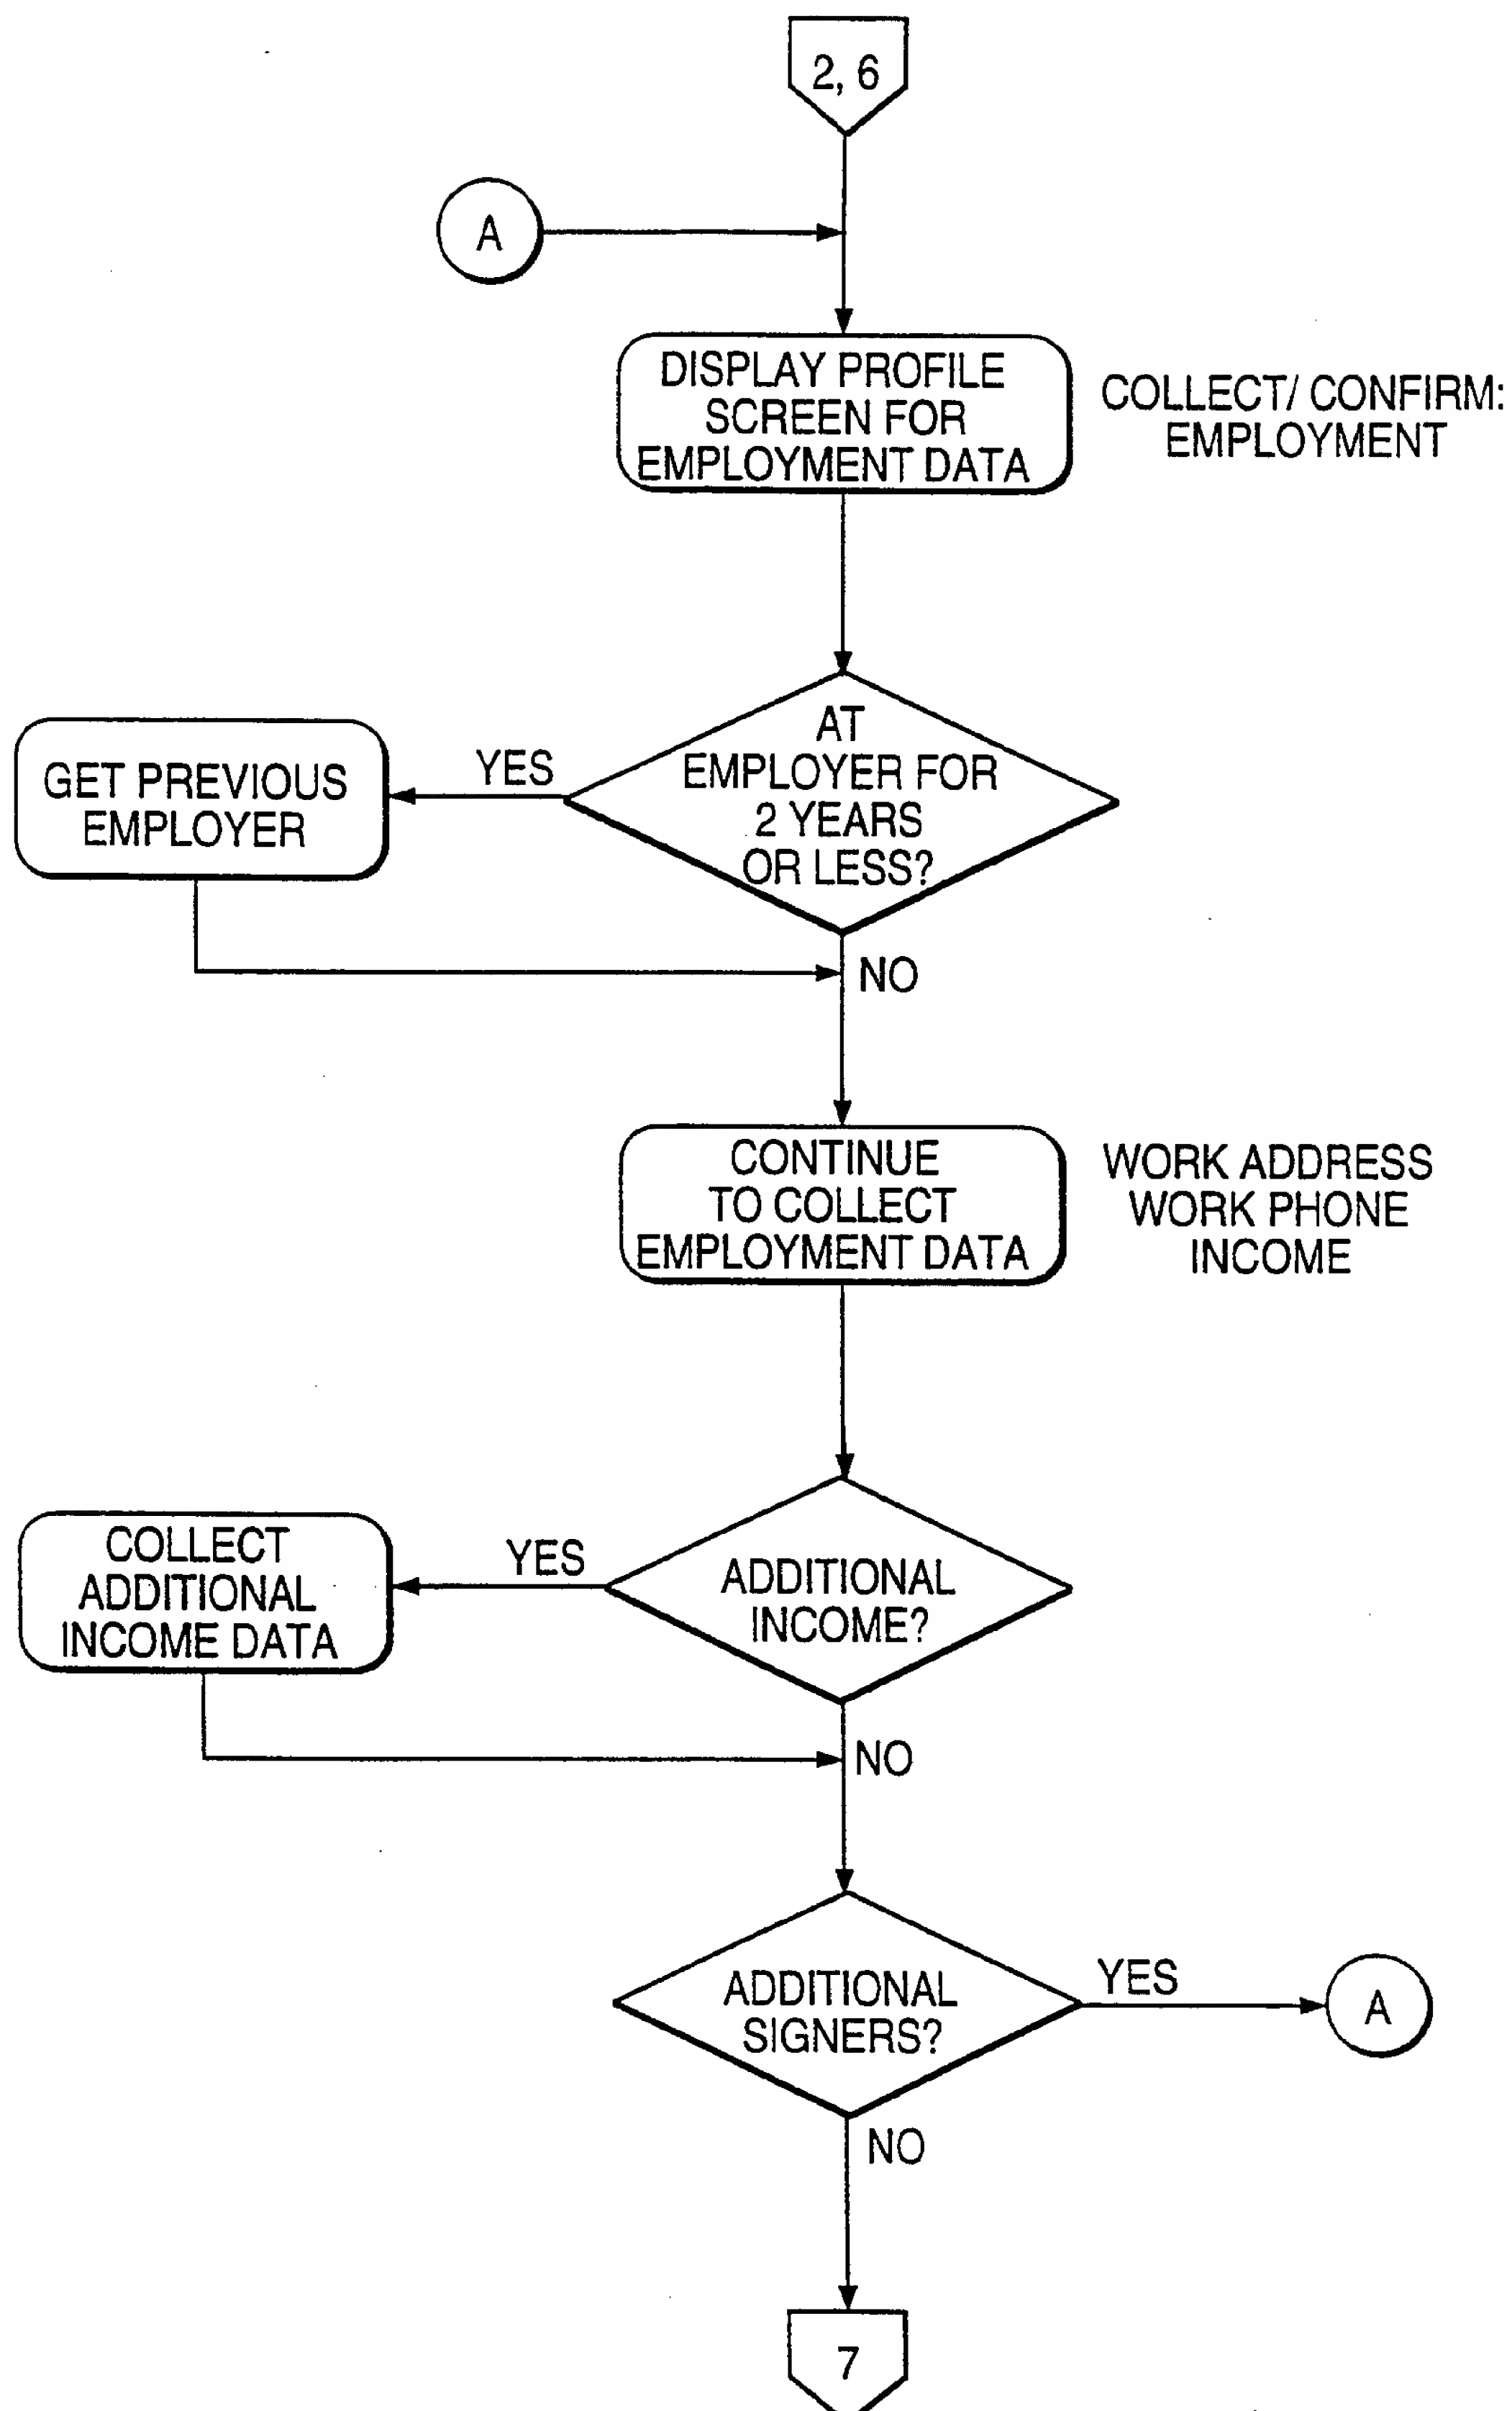 2, 6
A
DISPLAY PROFILE
SCREEN FOR
EMPLOYMENT DATA
COLLECT/ CONFIRM:
EMPLOYMENT
AT
EMPLOYER FOR
2 YEARS
OR LESS?
YES
GET PREVIOUS
EMPLOYER
NO
CONTINUE
TO COLLECT
EMPLOYMENT DATA
WORK ADDRESS
WORK PHONE
INCOME
ADDITIONAL
INCOME?
YES
COLLECT
ADDITIONAL
INCOME DATA
NO
ADDITIONAL
SIGNERS?
YES
A
NO
7